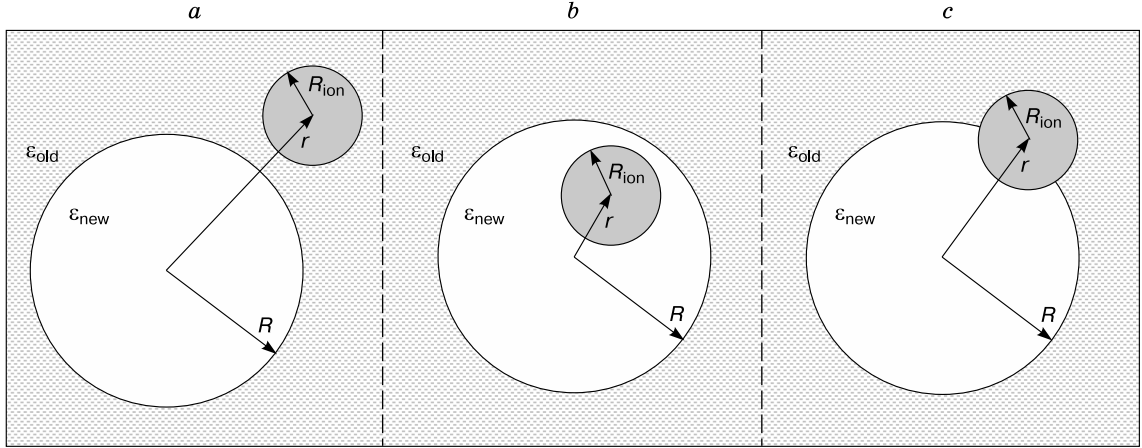 a b c
R_ion
r
ε_old
ε_new
R
R_ion
r
ε_old
ε_new
R
R_ion
r
ε_old
ε_new
R